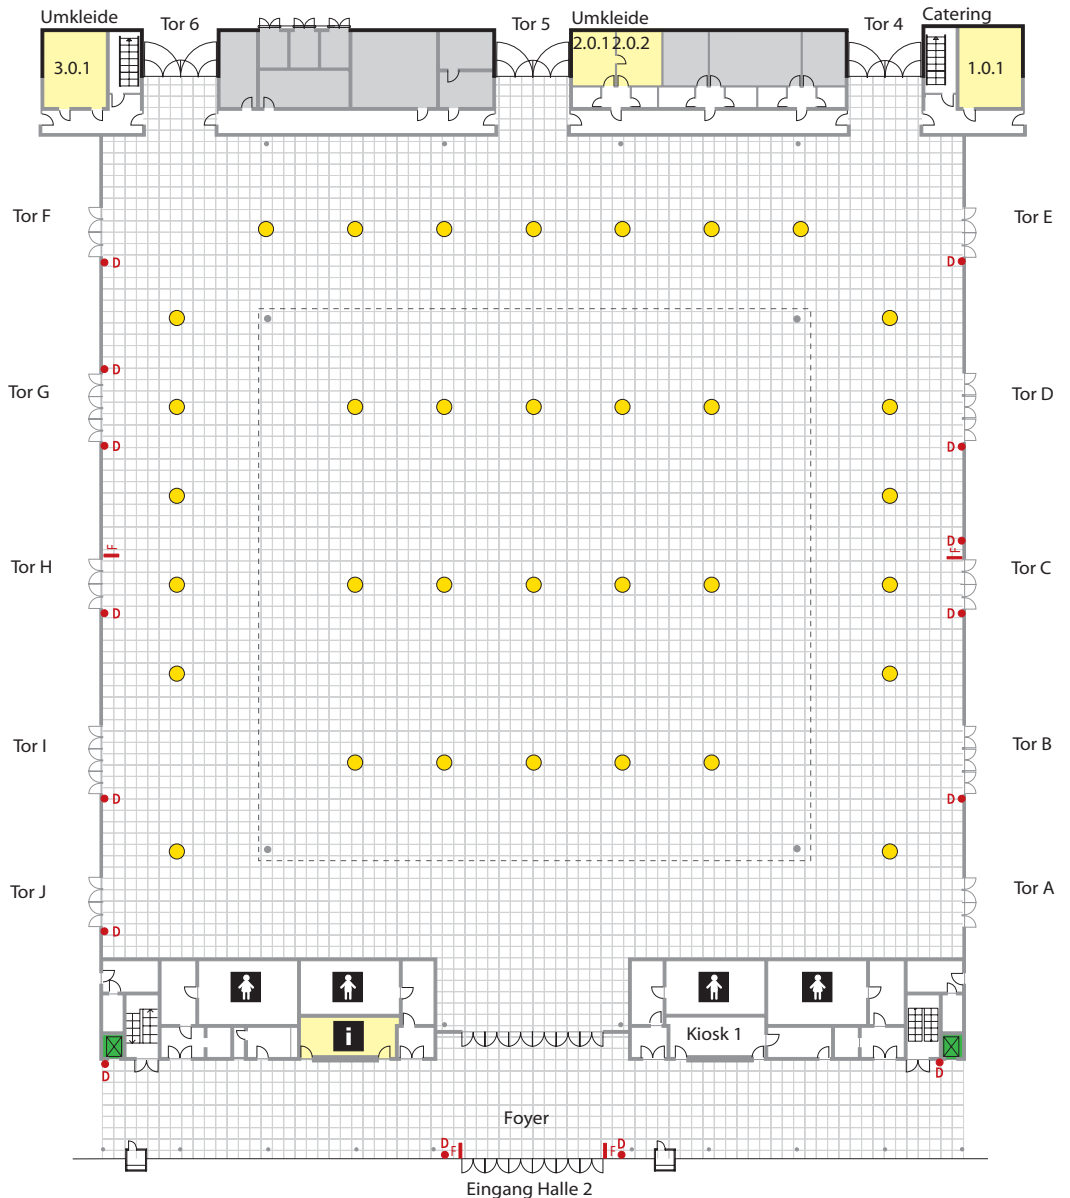 Umkleide
Tor 6
Tor 5
Umkleide
Tor 4
Catering
3.0.1
2.0.1 2.0.2
1.0.1
Tor F
Tor E
D
D
D
Tor G
Tor D
D
D
D
F
F
Tor H
Tor C
D
D
Tor I
Tor B
D
D
Tor J
Tor A
D
i
Kiosk 1
D
D
Foyer
D
F
F
D
Eingang Halle 2